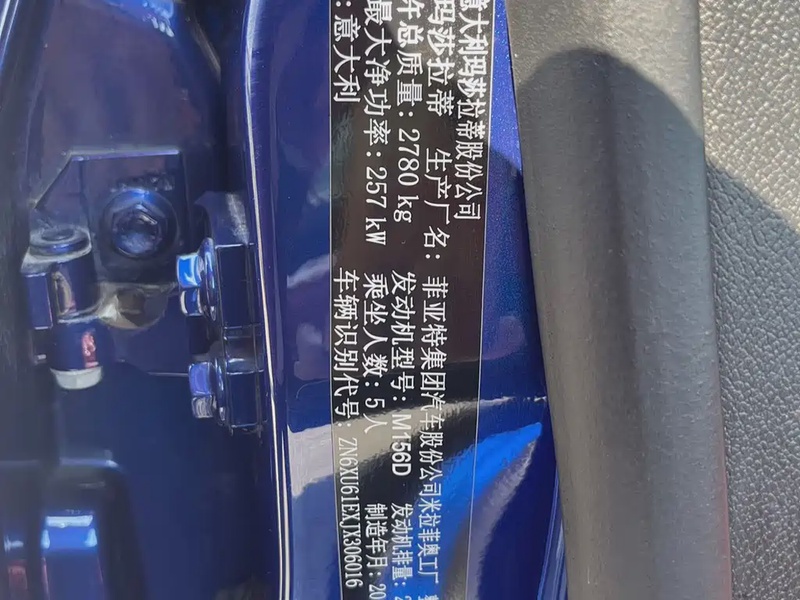 意大利玛莎拉蒂股份公司
玛莎拉蒂 生产厂名: 菲亚特集团汽车股份公司米拉菲奥工厂
许总质量: 2780 kg 发动机型号: M156D 发动机排量:
最大净功率: 257 kW 乘坐人数: 5人 制造年月: 20
: 意大利 车辆识别代号: ZN6XU61EXJX306016